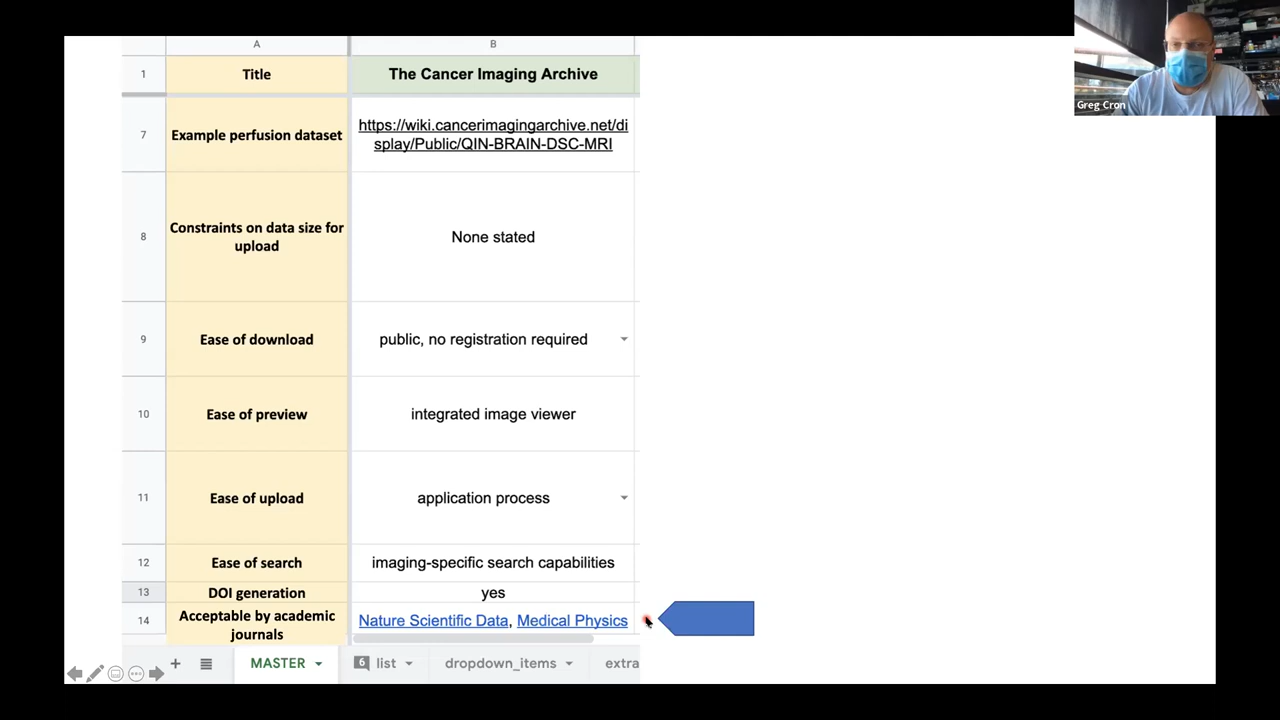 A B
1 Title The Cancer Imaging Archive
7 Example perfusion dataset https://wiki.cancerimagingarchive.net/di
splay/Public/QIN-BRAIN-DSC-MRI
8 Constraints on data size for
upload
None stated
9 Ease of download public, no registration required
10 Ease of preview integrated image viewer
11 Ease of upload application process
12 Ease of search imaging-specific search capabilities
13 DOI generation yes
14 Acceptable by academic
journals
Nature Scientific Data, Medical Physics
+ MASTER 6 list dropdown_items extra
Greg Cron